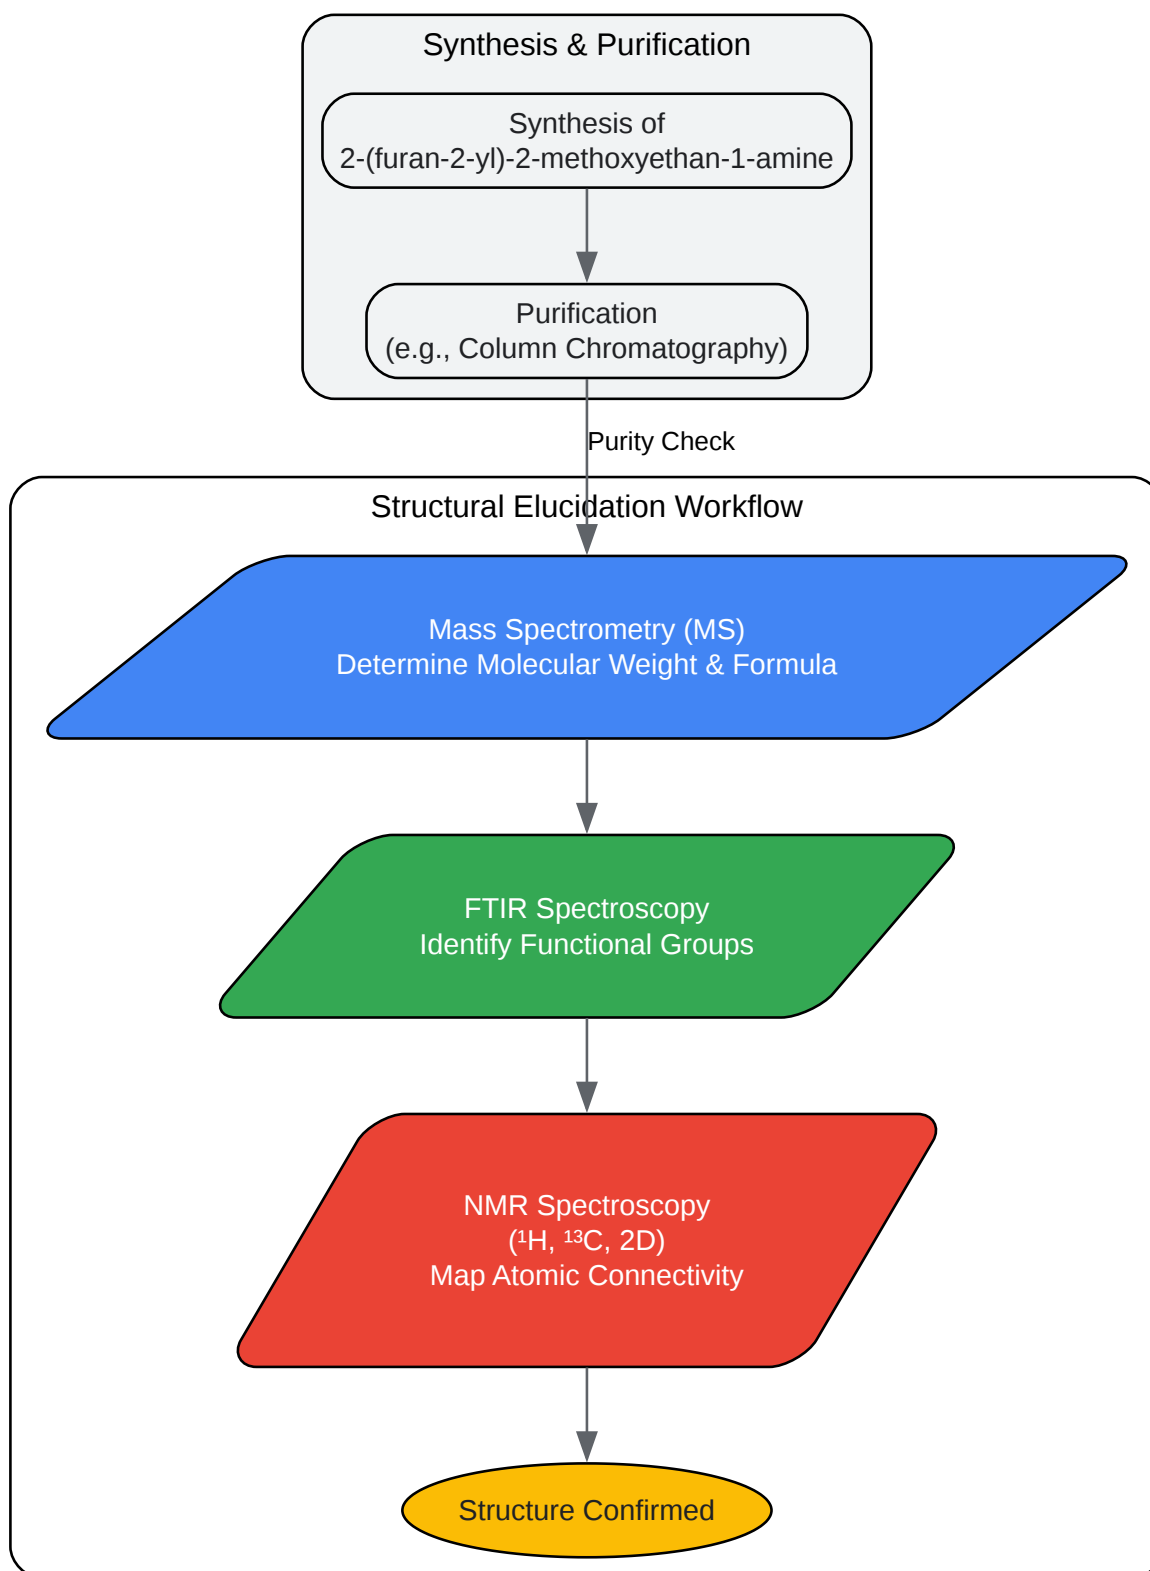 Synthesis & Purification
Synthesis of
2-(furan-2-yl)-2-methoxyethan-1-amine
Purification
(e.g., Column Chromatography)
Purity Check
Structural Elucidation Workflow
Mass Spectrometry (MS)
Determine Molecular Weight & Formula
FTIR Spectroscopy
Identify Functional Groups
NMR Spectroscopy
(¹H, ¹³C, 2D)
Map Atomic Connectivity
Structure Confirmed